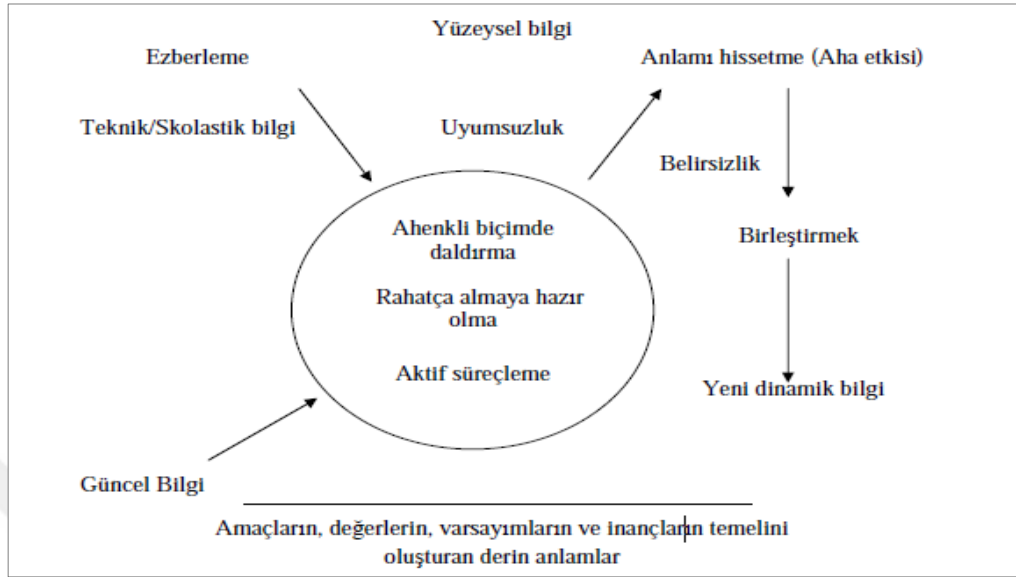 Yüzeysel bilgi
Ezberleme
Anlamı hissetme (Aha etkisi)
Teknik/Skolastik bilgi
Uyumsuzluk
Belirsizlik
Ahenkli biçimde
daldırma
Birleştirmek
Rahatça almaya hazır
olma
Aktif süreçleme
Yeni dinamik bilgi
Güncel Bilgi
Amaçların, değerlerin, varsayımların ve inançların temelini
oluşturan derin anlamlar